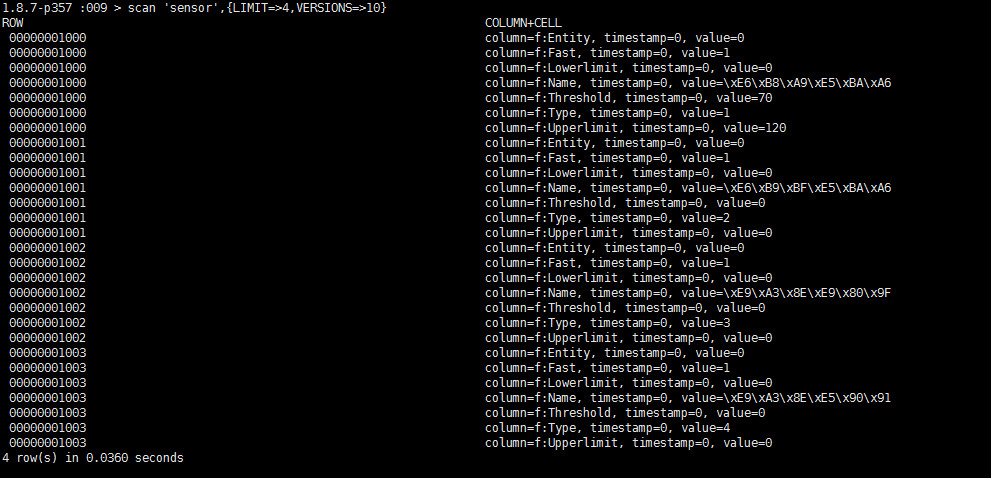 1.8.7-p357 :009 > scan 'sensor',{LIMIT=>4,VERSIONS=>10}
ROW COLUMN+CELL
00000001000 column=f:Entity, timestamp=0, value=0
00000001000 column=f:Fast, timestamp=0, value=1
00000001000 column=f:Lowerlimit, timestamp=0, value=0
00000001000 column=f:Name, timestamp=0, value=\xE6\xB8\xA9\xE5\xBA\xA6
00000001000 column=f:Threshold, timestamp=0, value=70
00000001000 column=f:Type, timestamp=0, value=1
00000001000 column=f:Upperlimit, timestamp=0, value=120
00000001001 column=f:Entity, timestamp=0, value=0
00000001001 column=f:Fast, timestamp=0, value=1
00000001001 column=f:Lowerlimit, timestamp=0, value=0
00000001001 column=f:Name, timestamp=0, value=\xE6\xB9\xBF\xE5\xBA\xA6
00000001001 column=f:Threshold, timestamp=0, value=0
00000001001 column=f:Type, timestamp=0, value=2
00000001001 column=f:Upperlimit, timestamp=0, value=0
00000001002 column=f:Entity, timestamp=0, value=0
00000001002 column=f:Fast, timestamp=0, value=1
00000001002 column=f:Lowerlimit, timestamp=0, value=0
00000001002 column=f:Name, timestamp=0, value=\xE9\xA3\x8E\xE9\x80\x9F
00000001002 column=f:Threshold, timestamp=0, value=0
00000001002 column=f:Type, timestamp=0, value=3
00000001002 column=f:Upperlimit, timestamp=0, value=0
00000001003 column=f:Entity, timestamp=0, value=0
00000001003 column=f:Fast, timestamp=0, value=1
00000001003 column=f:Lowerlimit, timestamp=0, value=0
00000001003 column=f:Name, timestamp=0, value=\xE9\xA3\x8E\xE5\x90\x91
00000001003 column=f:Threshold, timestamp=0, value=0
00000001003 column=f:Type, timestamp=0, value=4
00000001003 column=f:Upperlimit, timestamp=0, value=0
4 row(s) in 0.0360 seconds